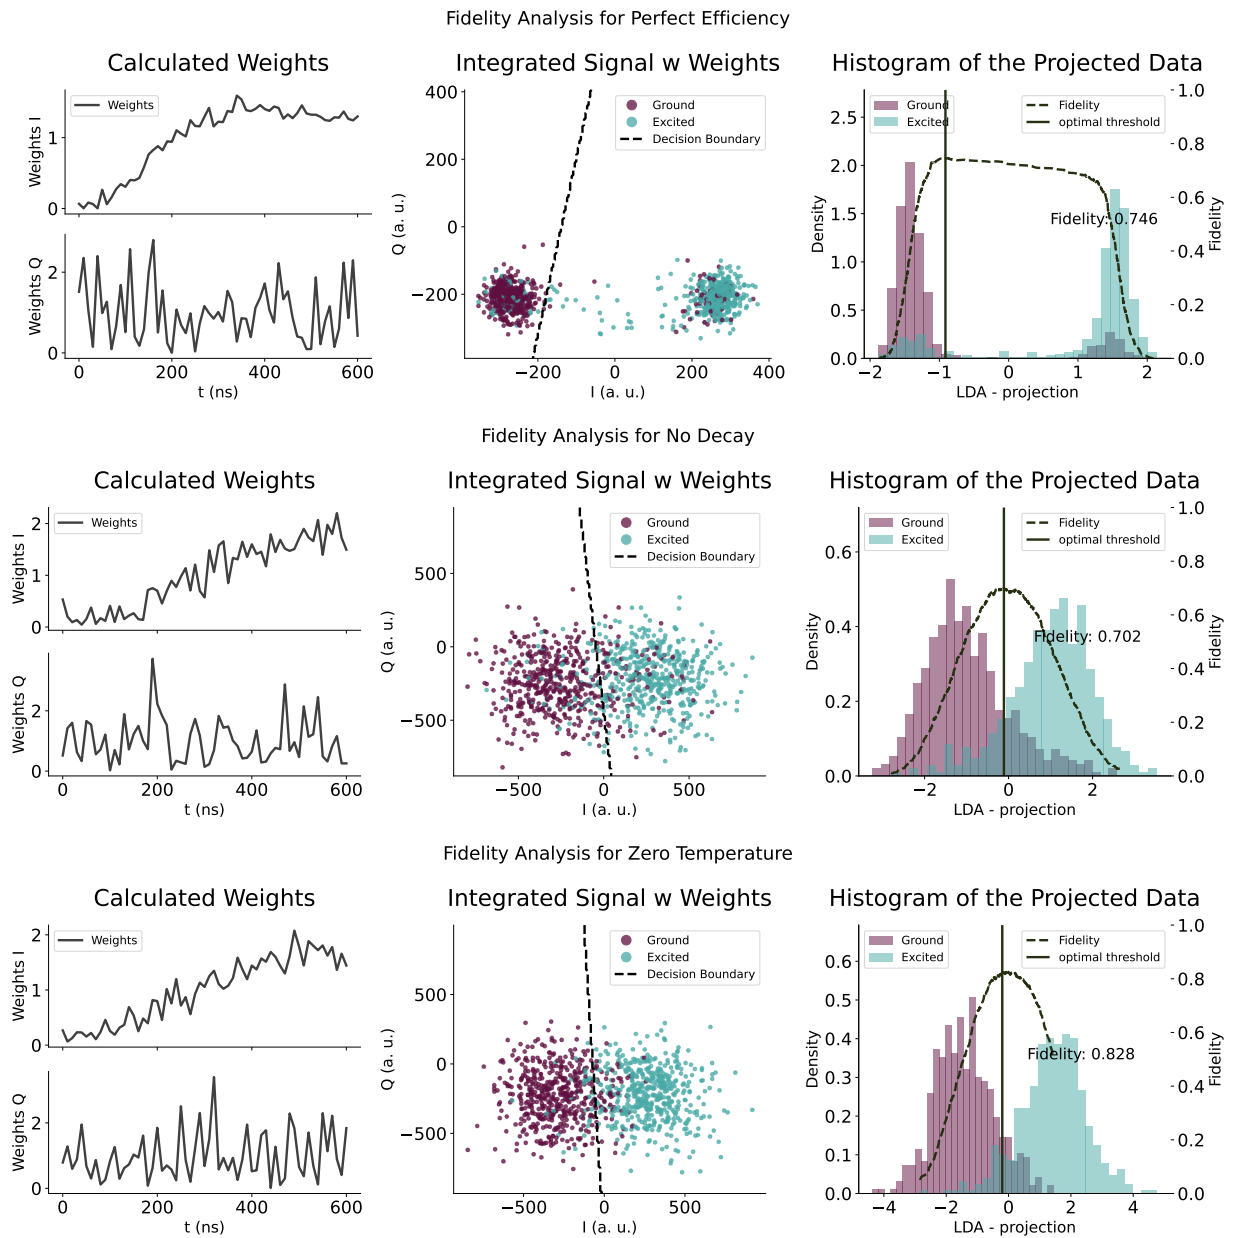 Fidelity Analysis for Perfect Efficiency
Calculated Weights
Weights
Weights I
1
0
Weights Q
2
0
0
200
400
600
t (ns)
Integrated Signal w Weights
Ground
Excited
Decision Boundary
Q (a. u.)
400
200
0
−200
−200
0
200
400
I (a. u.)
Histogram of the Projected Data
Ground
Excited
Fidelity
optimal threshold
Fidelity: 0.746
Density
2.5
2.0
1.5
1.0
0.5
0.0
−2
−1
0
1
2
LDA - projection
1.0
0.8
0.6
0.4
0.2
0.0
Fidelity
Fidelity Analysis for No Decay
Calculated Weights
Weights
Weights I
2
1
0
Weights Q
2
0
0
200
400
600
t (ns)
Integrated Signal w Weights
Ground
Excited
Decision Boundary
Q (a. u.)
500
0
−500
−500
0
500
I (a. u.)
Histogram of the Projected Data
Ground
Excited
Fidelity
optimal threshold
Fidelity: 0.702
Density
0.6
0.4
0.2
0.0
−2
0
2
LDA - projection
1.0
0.8
0.6
0.4
0.2
0.0
Fidelity
Fidelity Analysis for Zero Temperature
Calculated Weights
Weights
Weights I
2
1
0
Weights Q
2
0
0
200
400
600
t (ns)
Integrated Signal w Weights
Ground
Excited
Decision Boundary
Q (a. u.)
500
0
−500
−500
0
500
I (a. u.)
Histogram of the Projected Data
Ground
Excited
Fidelity
optimal threshold
Fidelity: 0.828
Density
0.6
0.5
0.4
0.3
0.2
0.1
0.0
−4
−2
0
2
4
LDA - projection
1.0
0.8
0.6
0.4
0.2
0.0
Fidelity